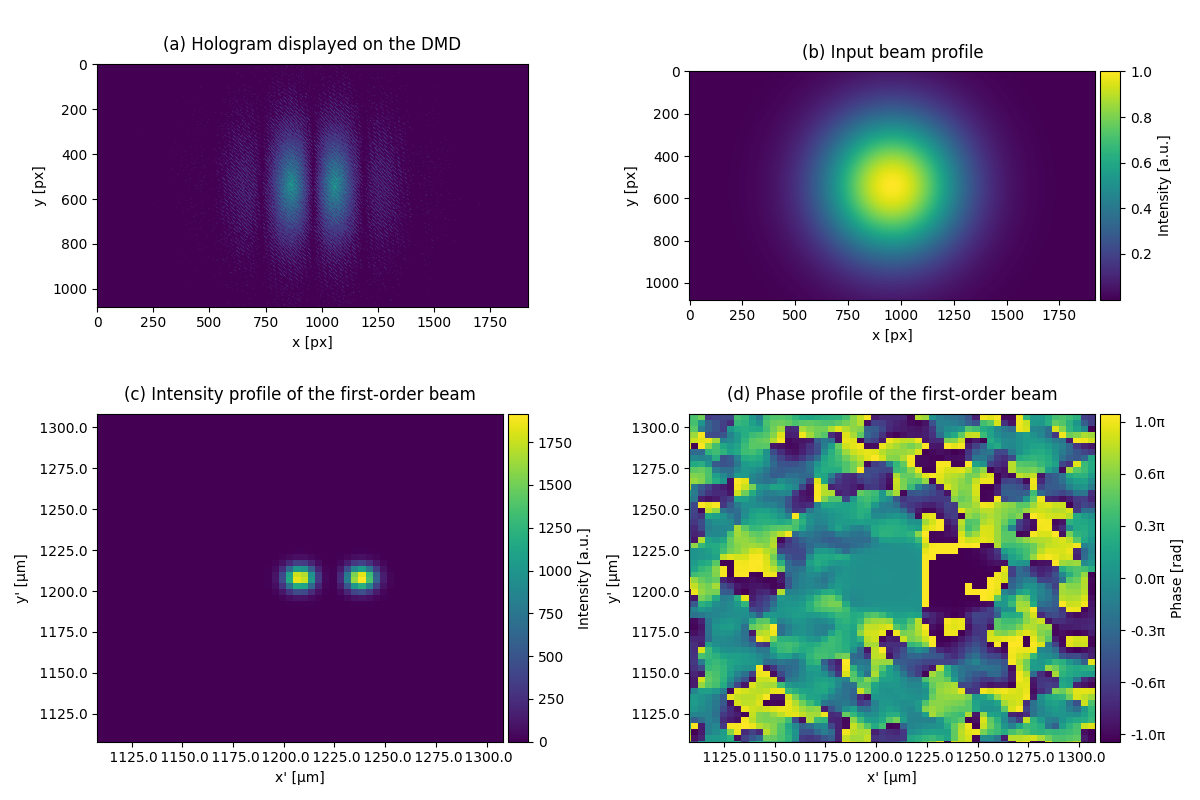 (a) Hologram displayed on the DMD
0
200
400
600
800
1000
y [px]
0 250 500 750 1000 1250 1500 1750
x [px]
(b) Input beam profile
0
200
400
600
800
1000
y [px]
0 250 500 750 1000 1250 1500 1750
x [px]
1.0
0.8
0.6
0.4
0.2
Intensity [a.u.]
(c) Intensity profile of the first-order beam
1300.0
1275.0
1250.0
1225.0
1200.0
1175.0
1150.0
1125.0
y' [μm]
1125.0 1150.0 1175.0 1200.0 1225.0 1250.0 1275.0 1300.0
x' [μm]
1750
1500
1250
1000
750
500
250
0
Intensity [a.u.]
(d) Phase profile of the first-order beam
1300.0
1275.0
1250.0
1225.0
1200.0
1175.0
1150.0
1125.0
y' [μm]
1125.0 1150.0 1175.0 1200.0 1225.0 1250.0 1275.0 1300.0
x' [μm]
1.0π
0.6π
0.3π
0.0π
-0.3π
-0.6π
-1.0π
Phase [rad]